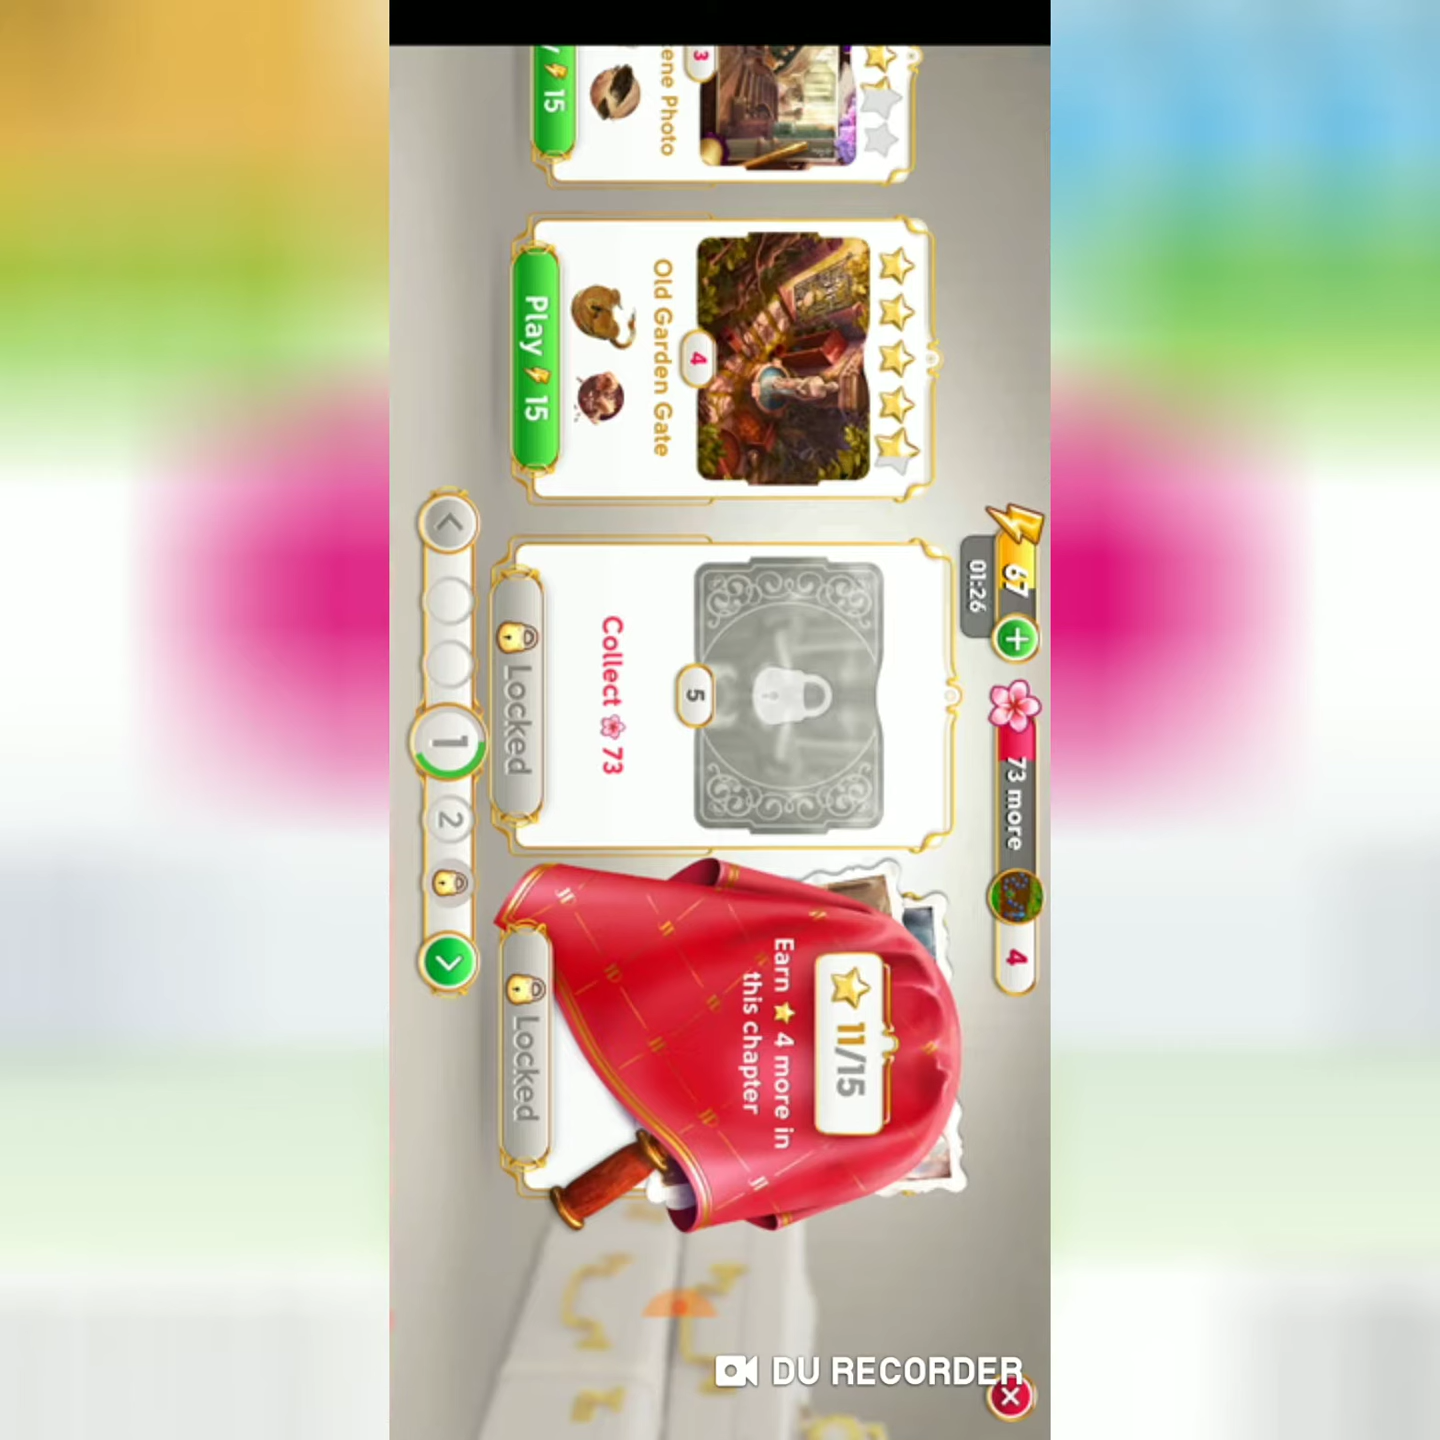 67
01:26
73 more
4
3
ene Photo
15
4
Old Garden Gate
Play 15
5
Collect 73
Locked
11/15
Earn 4 more in
this chapter
Locked
1
2
DU RECORDER